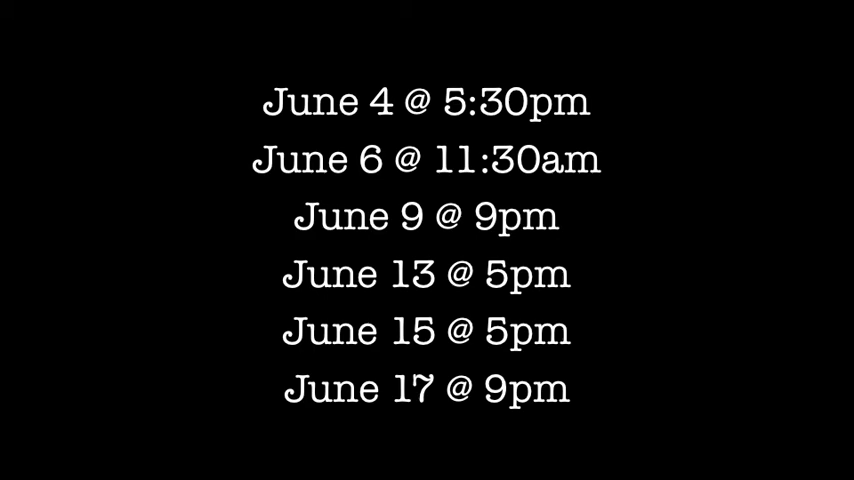 June 4 @ 5:30pm
June 6 @ 11:30am
June 9 @ 9pm
June 13 @ 5pm
June 15 @ 5pm
June 17 @ 9pm